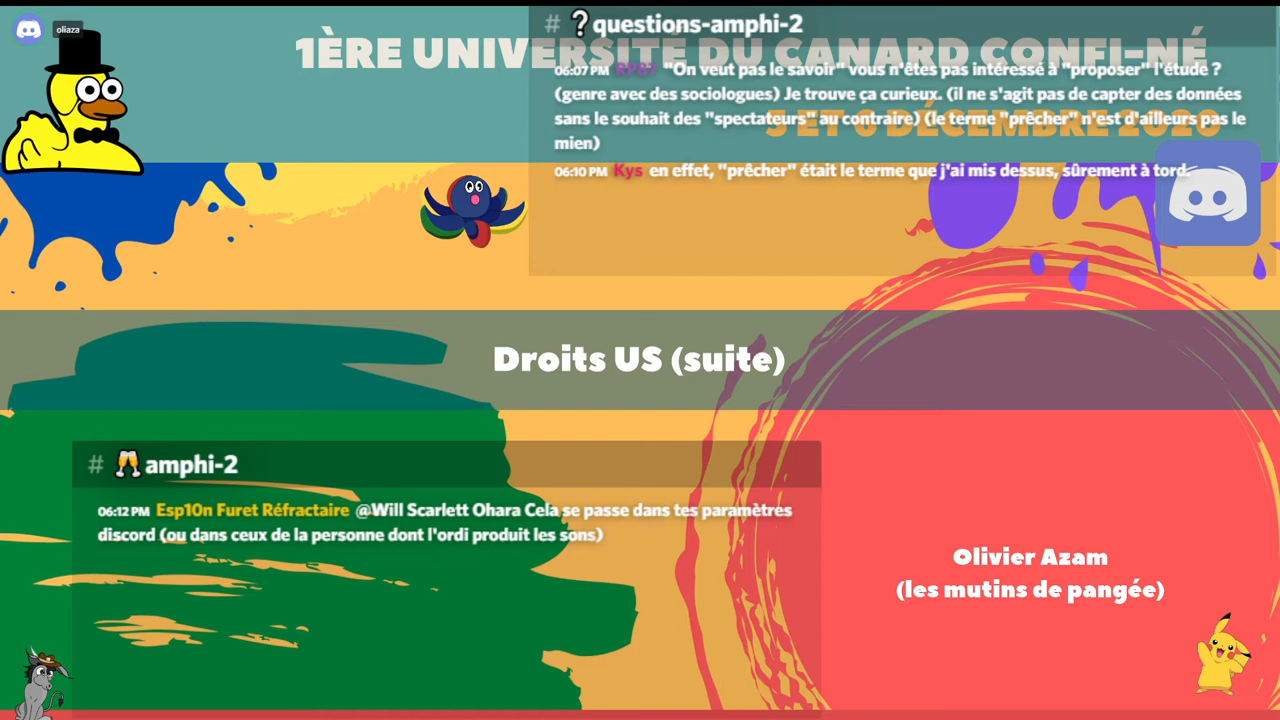 oliaza
1ÈRE UNIVERSITÉ DU CANARD CONFI-NÉ
5 ET 6 DÉCEMBRE 2020
# ❓questions-amphi-2
06:07 PM RP87 "On veut pas le savoir" vous n'êtes pas intéressé à "proposer" l'étude ?
(genre avec des sociologues) Je trouve ça curieux. (il ne s'agit pas de capter des données
sans le souhait des "spectateurs" au contraire) (le terme "prêcher" n'est d'ailleurs pas le
mien)
06:10 PM Kys en effet, "prêcher" était le terme que j'ai mis dessus, sûrement à tord.
Droits US (suite)
# 🥂amphi-2
06:12 PM Esp10n Furet Réfractaire @Will Scarlett Ohara Cela se passe dans tes paramètres
discord (ou dans ceux de la personne dont l'ordi produit les sons)
Olivier Azam
(les mutins de pangée)